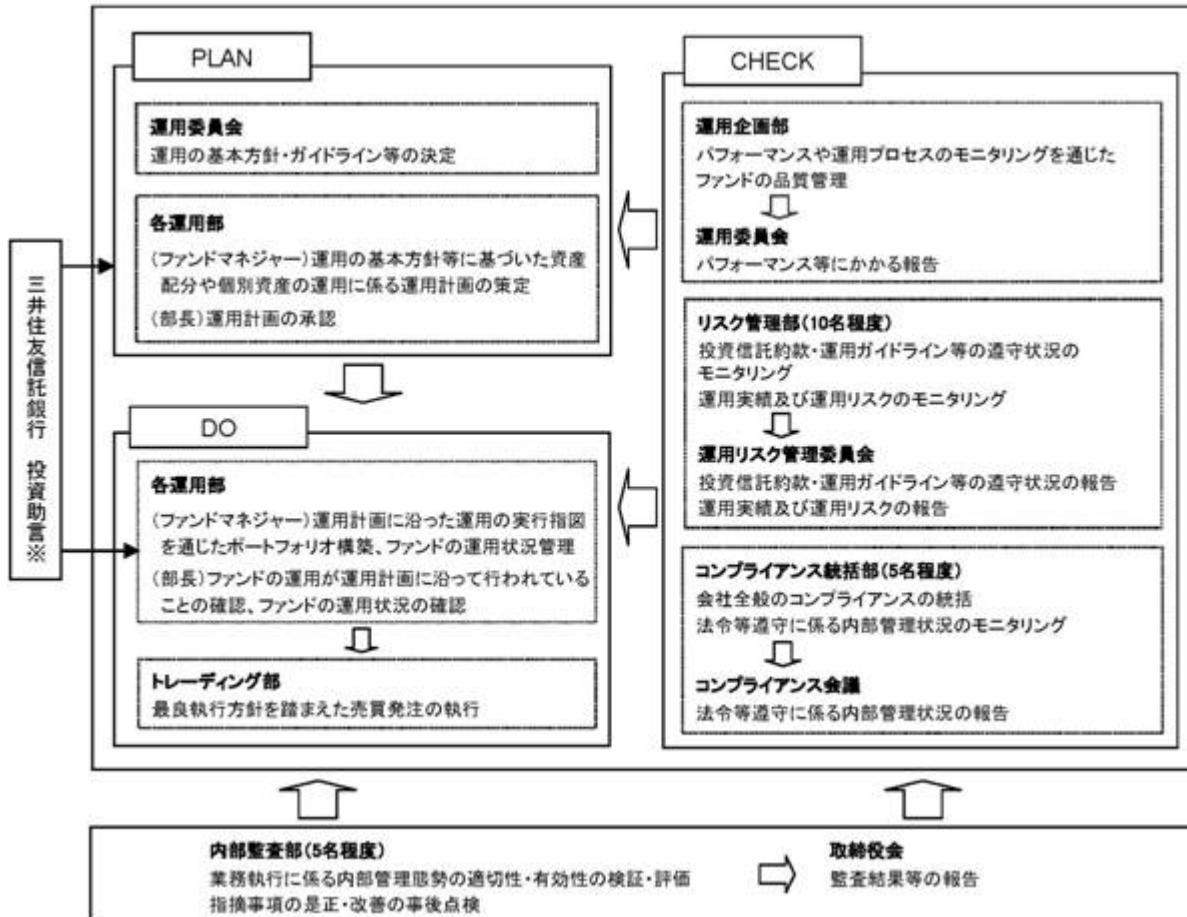 PLAN
運用委員会
運用の基本方針・ガイドライン等の決定
各運用部
(ファンドマネジャー)運用の基本方針等に基づいた資産
配分や個別資産の運用に係る運用計画の策定
(部長)運用計画の承認
三井住友信託銀行 投資助言※
DO
各運用部
(ファンドマネジャー)運用計画に沿った運用の実行指図
を通じたポートフォリオ構築、ファンドの運用状況管理
(部長)ファンドの運用が運用計画に沿って行われている
ことの確認、ファンドの運用状況の確認
トレーディング部
最良執行方針を踏まえた売買発注の執行
CHECK
運用企画部
パフォーマンスや運用プロセスのモニタリングを通じた
ファンドの品質管理
運用委員会
パフォーマンス等にかかる報告
リスク管理部(10名程度)
投資信託約款・運用ガイドライン等の遵守状況の
モニタリング
運用実績及び運用リスクのモニタリング
運用リスク管理委員会
投資信託約款・運用ガイドライン等の遵守状況の報告
運用実績及び運用リスクの報告
コンプライアンス統括部(5名程度)
会社全般のコンプライアンスの統括
法令等遵守に係る内部管理状況のモニタリング
コンプライアンス会議
法令等遵守に係る内部管理状況の報告
内部監査部(5名程度)
業務執行に係る内部管理態勢の適切性・有効性の検証・評価
指摘事項の是正・改善の事後点検
取締役会
監査結果等の報告